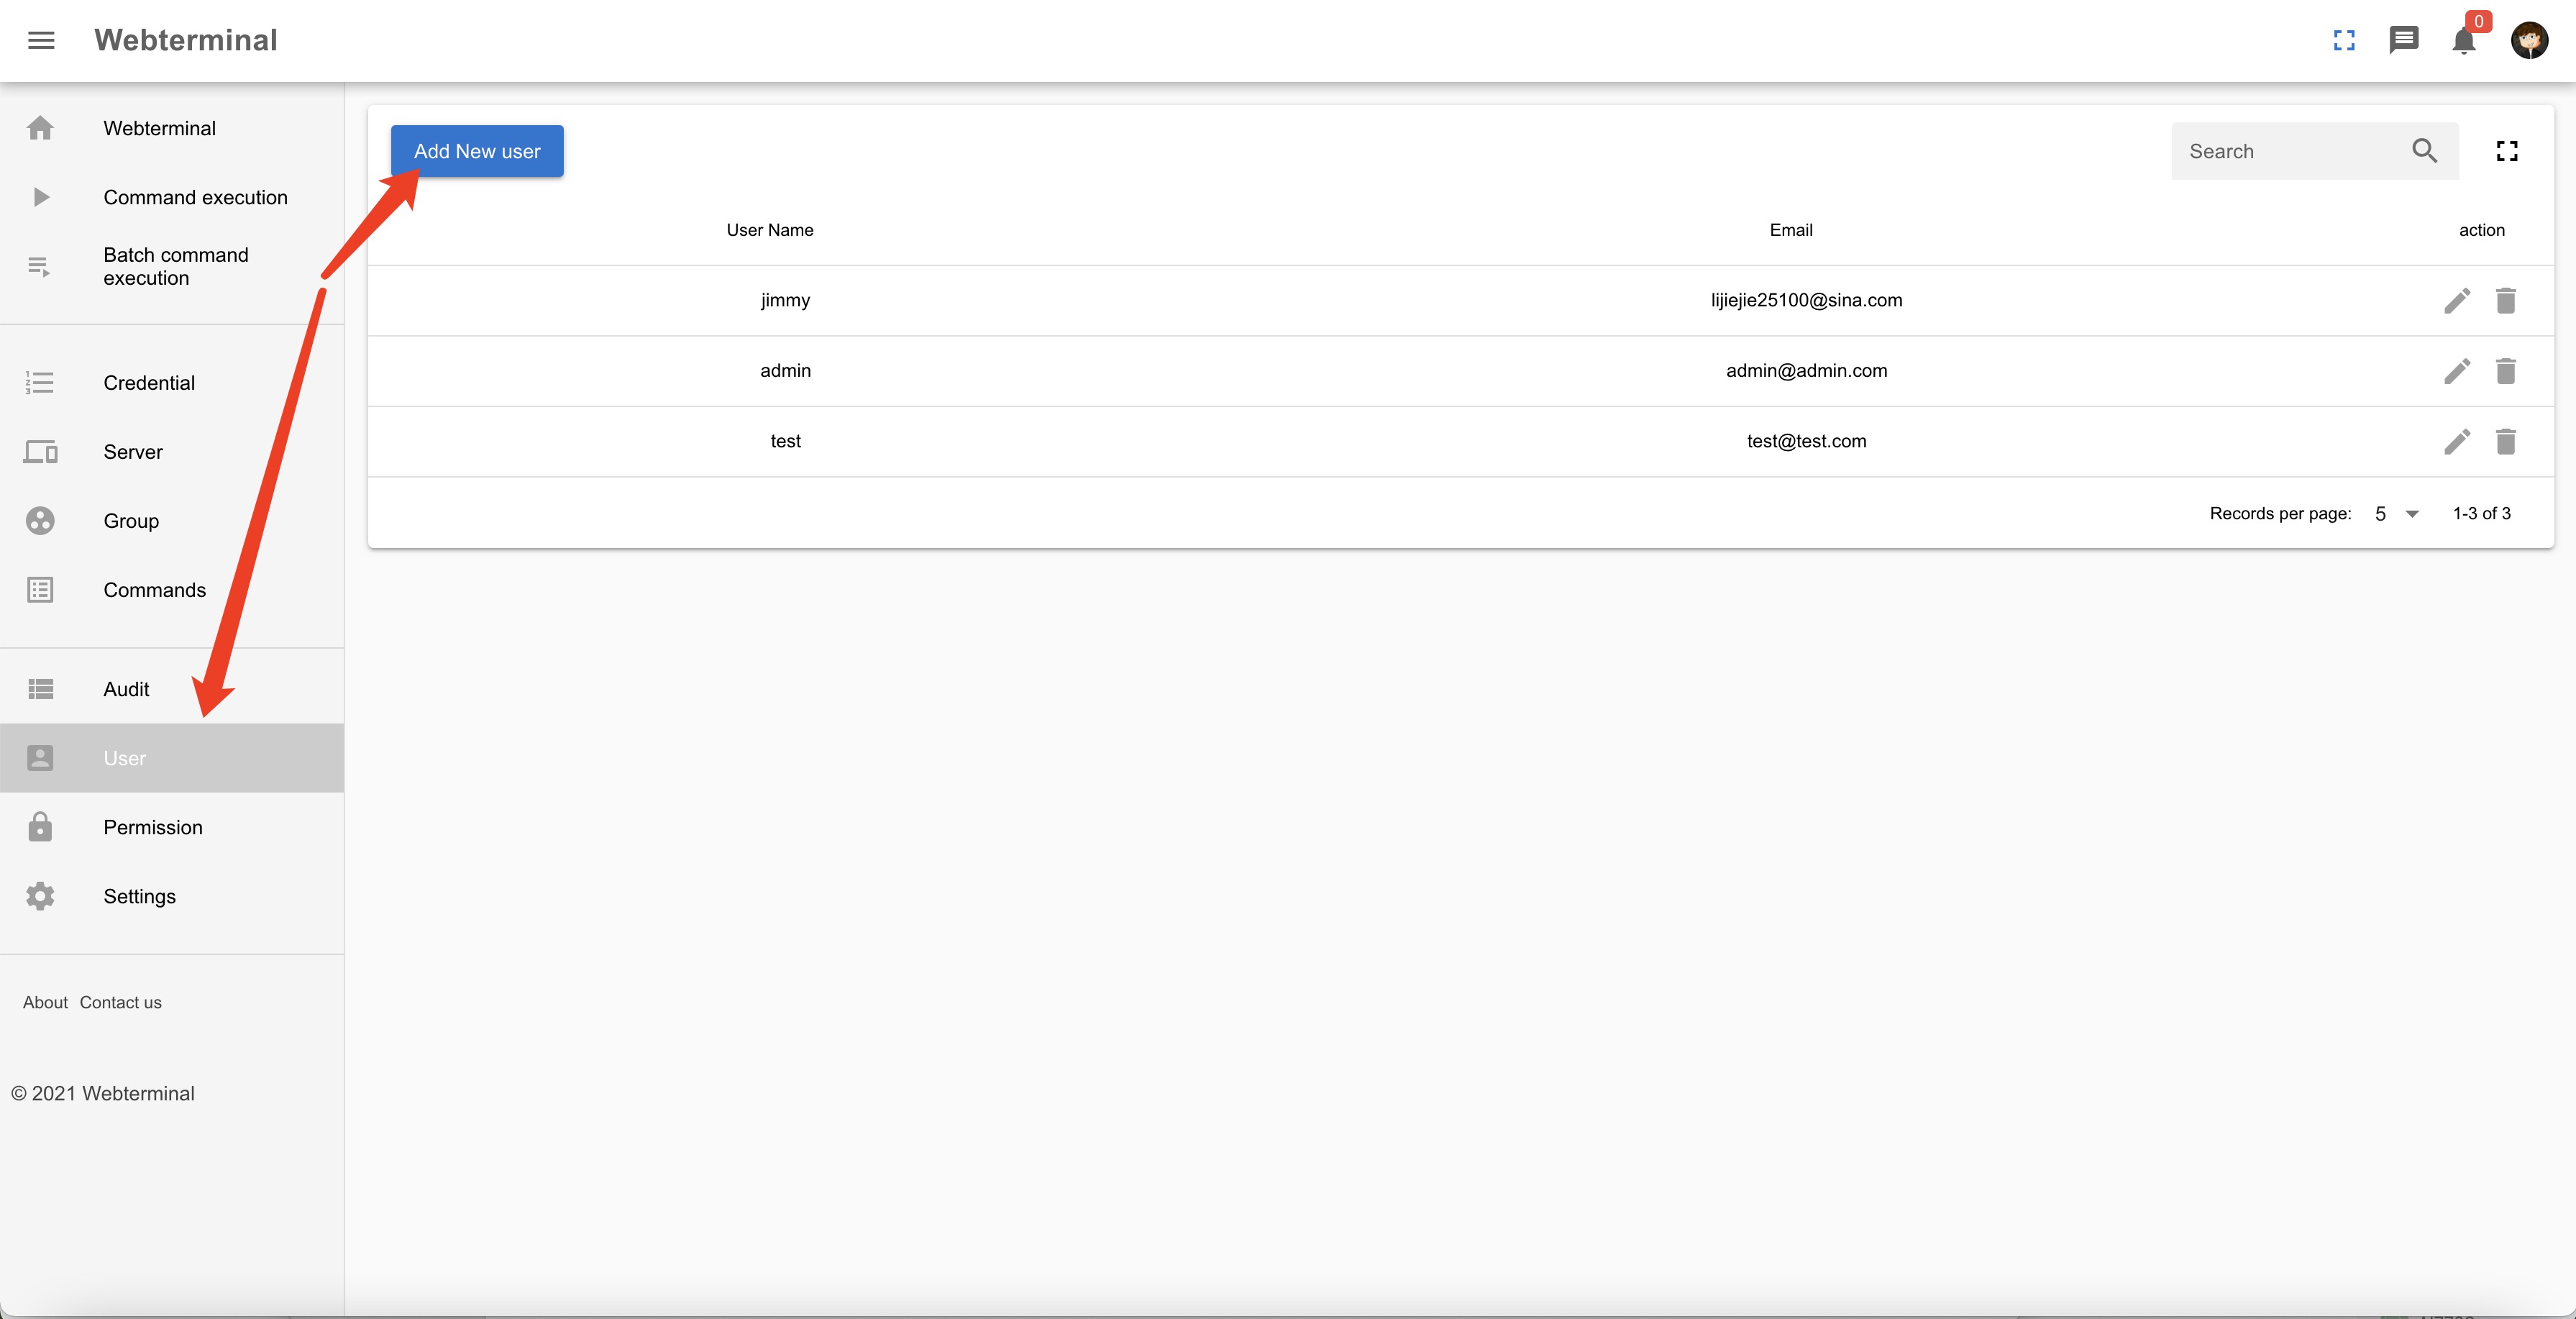 Webterminal
0
Webterminal
Command execution
Batch command
execution
Credential
Server
Group
Commands
Audit
User
Permission
Settings
About Contact us
© 2021 Webterminal
Add New user
Search
User Name Email action
jimmy lijiejie25100@sina.com
admin admin@admin.com
test test@test.com
Records per page: 5 1-3 of 3